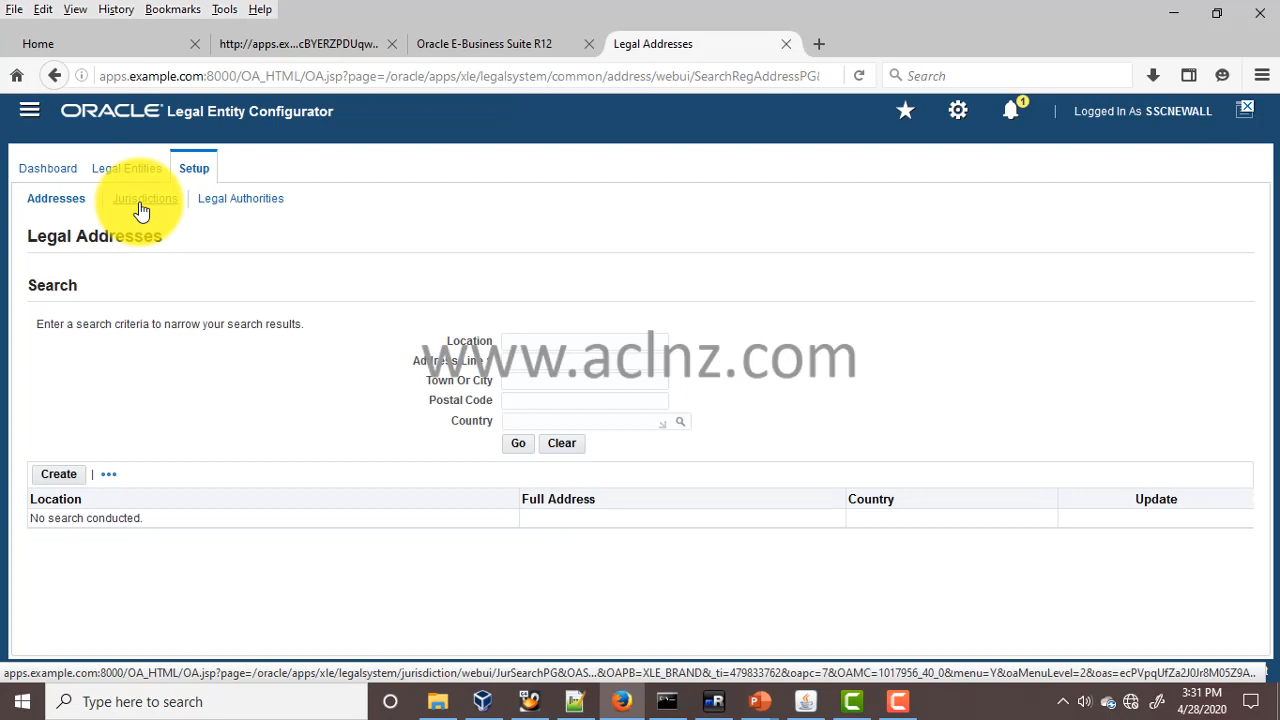 File Edit View History Bookmarks Tools Help
Home
http://apps.ex...cBYERZPDUqw...
Oracle E-Business Suite R12
Legal Addresses
apps.example.com:8000/OA_HTML/OA.jsp?page=/oracle/apps/xle/legalsystem/common/address/webui/SearchRegAddressPG&
Search
ORACLE Legal Entity Configurator
1
Logged In As SSCNEWALL
Dashboard Legal Entities Setup
Addresses Jurisdictions Legal Authorities
Legal Addresses
Search
Enter a search criteria to narrow your search results.
Location
Address Line
Town Or City
Postal Code
Country
www.aclnz.com
Go Clear
Create | •••
Location Full Address Country Update
No search conducted.
apps.example.com:8000/OA_HTML/OA.jsp?page=/oracle/apps/xle/legalsystem/jurisdiction/webui/JurSearchPG&OAS...&OAPB=XLE_BRAND&_ti=479833762&oapc=7&OAMC=1017956_40_0&menu=Y&oaMenuLevel=2&oas=ecPVpqUfZa2J0Jr8M05Z9A...
Type here to search
3:31 PM
4/28/2020